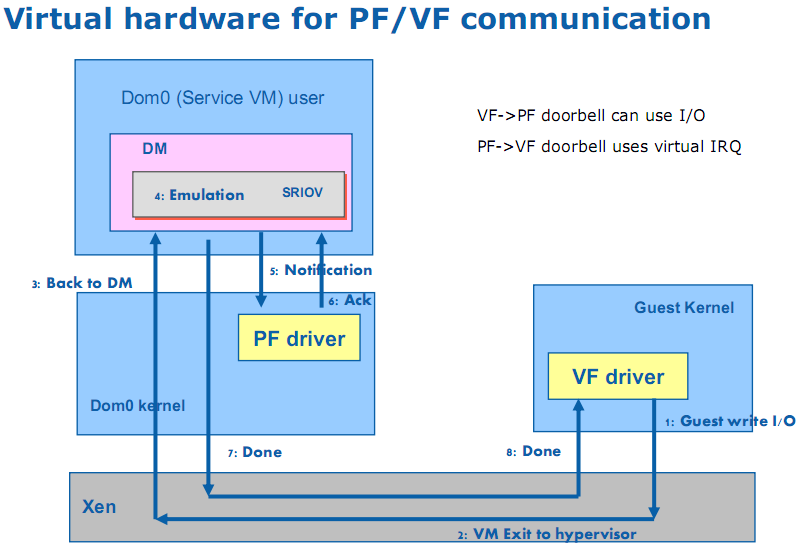 Virtual hardware for PF/VF communication
Dom0 (Service VM) user
VF->PF doorbell can use I/O
PF->VF doorbell uses virtual IRQ
DM
4: Emulation
SRIOV
3: Back to DM
5: Notification
6: Ack
Guest Kernel
PF driver
VF driver
Dom0 kernel
1: Guest write I/O
7: Done
8: Done
Xen
2: VM Exit to hypervisor